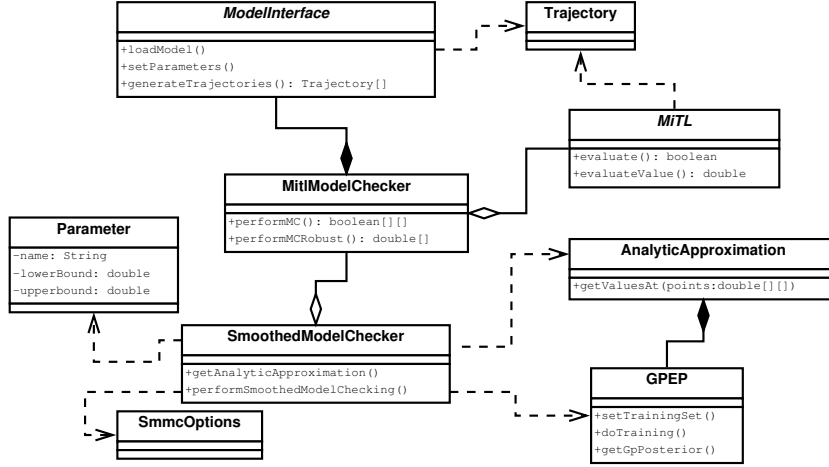 ModelInterface
+loadModel()
+setParameters()
+generateTrajectories(): Trajectory[]
Trajectory
MiTL
+evaluate(): boolean
+evaluateValue(): double
MitlModelChecker
+performMC(): boolean[][]
+performMCRobust(): double[]
Parameter
-name: String
-lowerBound: double
-upperbound: double
AnalyticApproximation
+getValuesAt(points:double[][])
SmoothedModelChecker
+getAnalyticApproximation()
+performSmoothedModelChecking()
GPEP
+setTrainingSet()
+doTraining()
+getGpPosterior()
SmmcOptions